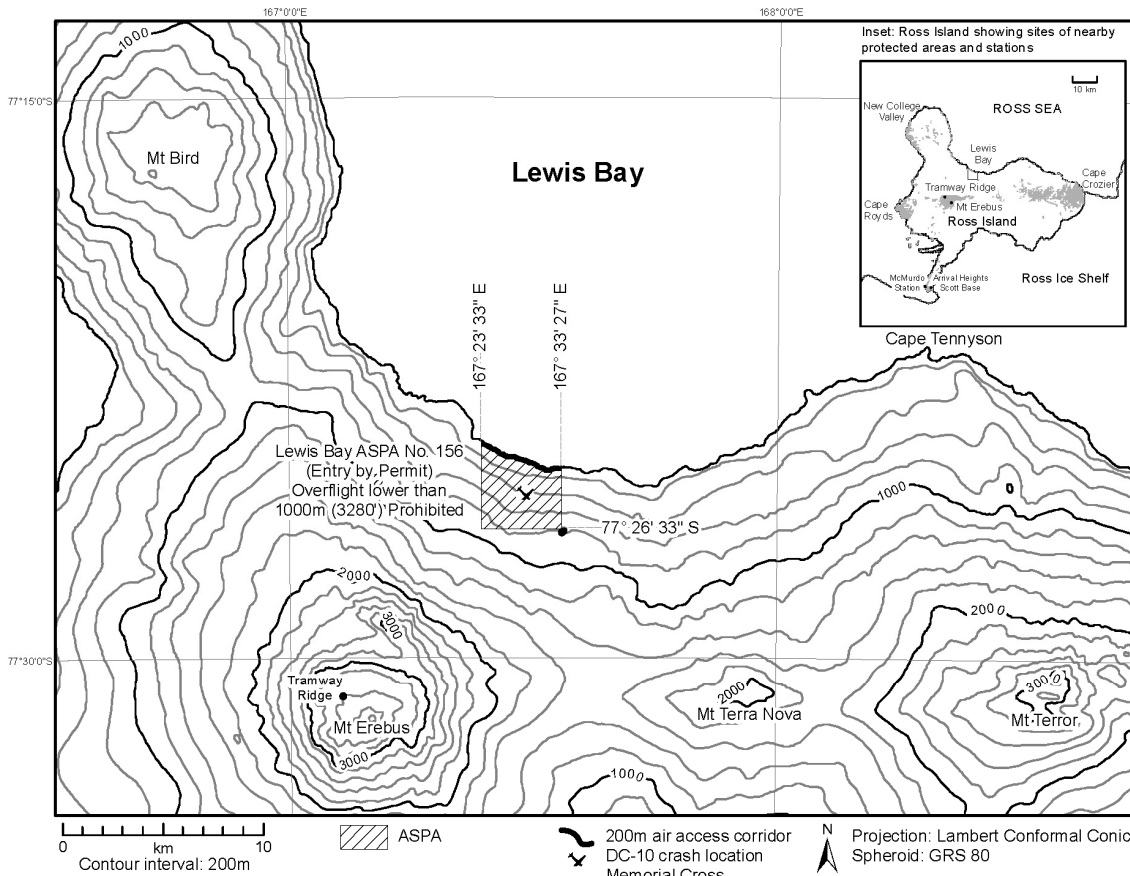 167°0'0"E
168°0'0"E
Inset: Ross Island showing sites of nearby
protected areas and stations
10 km
ROSS SEA
New College
Valley
Lewis
Bay
Cape
Crozier
Tramway Ridge
Mt Erebus
Cape
Royds
Ross Island
McMurdo
Station
Arrival Heights
Scott Base
Ross Ice Shelf
77°15'0"S
1000
Mt Bird
Lewis Bay
167° 23' 33" E
167° 33' 27" E
Cape Tennyson
Lewis Bay ASPA No. 156
(Entry by Permit)
Overflight lower than
1000m (3280') Prohibited
1000
77° 26' 33" S
2000
3000
2000
77°30'0"S
Tramway
Ridge
Mt Erebus
3000
2000
Mt Terra Nova
3000
Mt Terror
1000
0 km 10
Contour interval: 200m
ASPA
200m air access corridor
DC-10 crash location
Memorial Cross
N
Projection: Lambert Conformal Conic
Spheroid: GRS 80